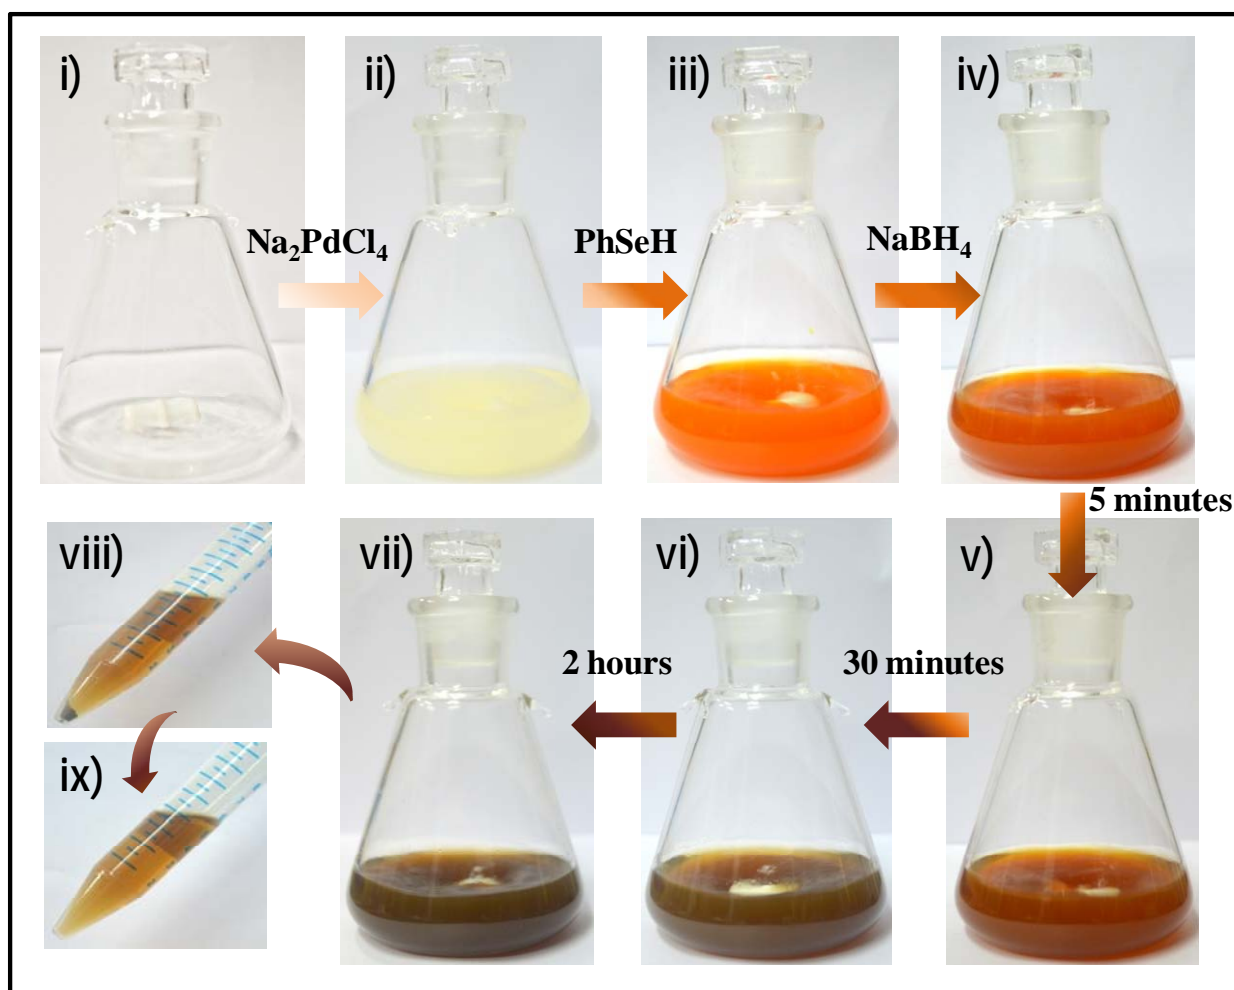 i)
ii)
iii)
iv)
Na₂PdCl₄
PhSeH
NaBH₄
5 minutes
v)
30 minutes
vi)
2 hours
vii)
viii)
ix)